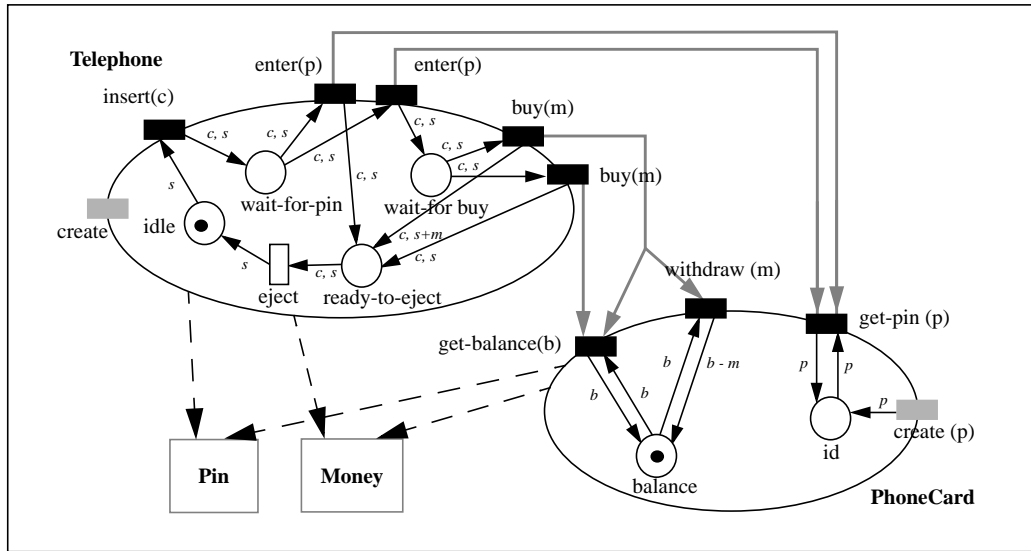 Telephone
enter(p)
enter(p)
insert(c)
buy(m)
c, s
c, s
c, s
c, s
c, s
c, s
buy(m)
s
c, s
wait-for-pin
wait-for buy
create
idle
c, s+m
c, s
s
c, s
eject
ready-to-eject
withdraw (m)
get-balance(b)
get-pin (p)
b
b
b
b - m
p
p
p
create (p)
id
Pin
Money
balance
PhoneCard